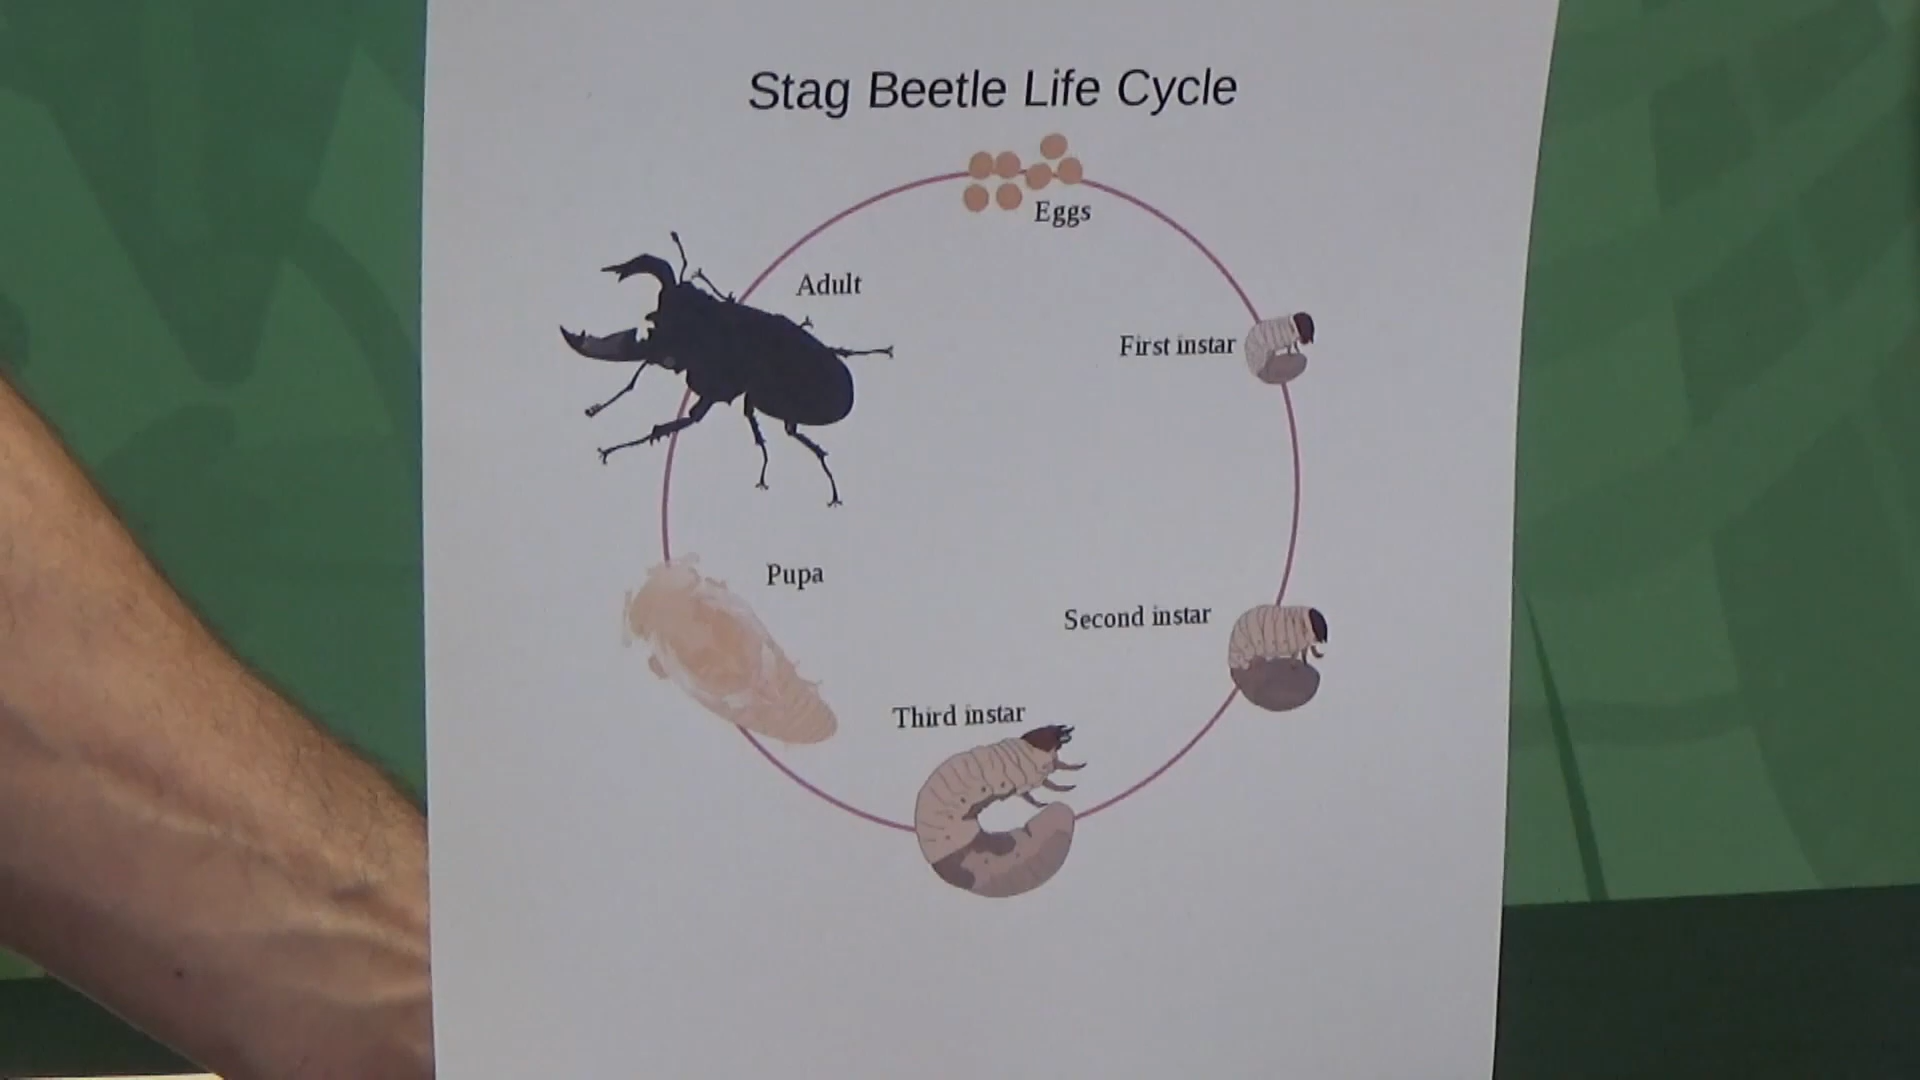 Stag Beetle Life Cycle
Eggs
Adult
First instar
Pupa
Second instar
Third instar